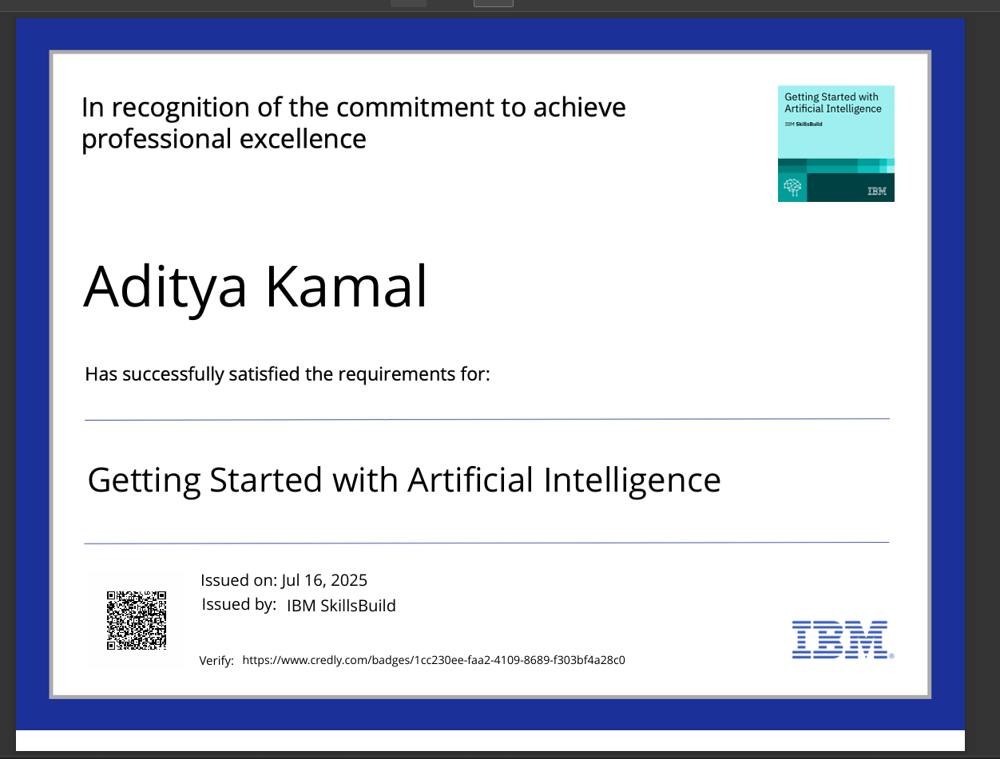 In recognition of the commitment to achieve
professional excellence
Getting Started with
Artificial Intelligence
IBM SkillsBuild
IBM
Aditya Kamal
Has successfully satisfied the requirements for:
Getting Started with Artificial Intelligence
Issued on: Jul 16, 2025
Issued by: IBM SkillsBuild
Verify: https://www.credly.com/badges/1cc230ee-faa2-4109-8689-f303bf4a28c0
IBM®